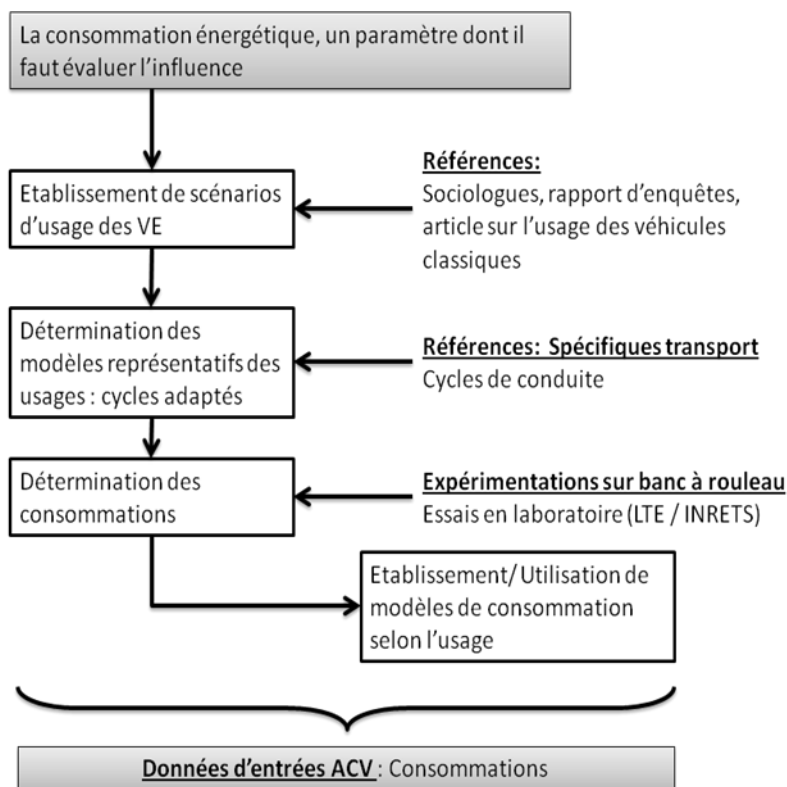 La consommation énergétique, un paramètre dont il
faut évaluer l'influence
Etablissement de scénarios
d'usage des VE
Références:
Sociologues, rapport d'enquêtes,
article sur l'usage des véhicules
classiques
Détermination des
modèles représentatifs des
usages : cycles adaptés
Références: Spécifiques transport
Cycles de conduite
Détermination des
consommations
Expérimentations sur banc à rouleau
Essais en laboratoire (LTE / INRETS)
Etablissement/ Utilisation de
modèles de consommation
selon l'usage
Données d'entrées ACV : Consommations